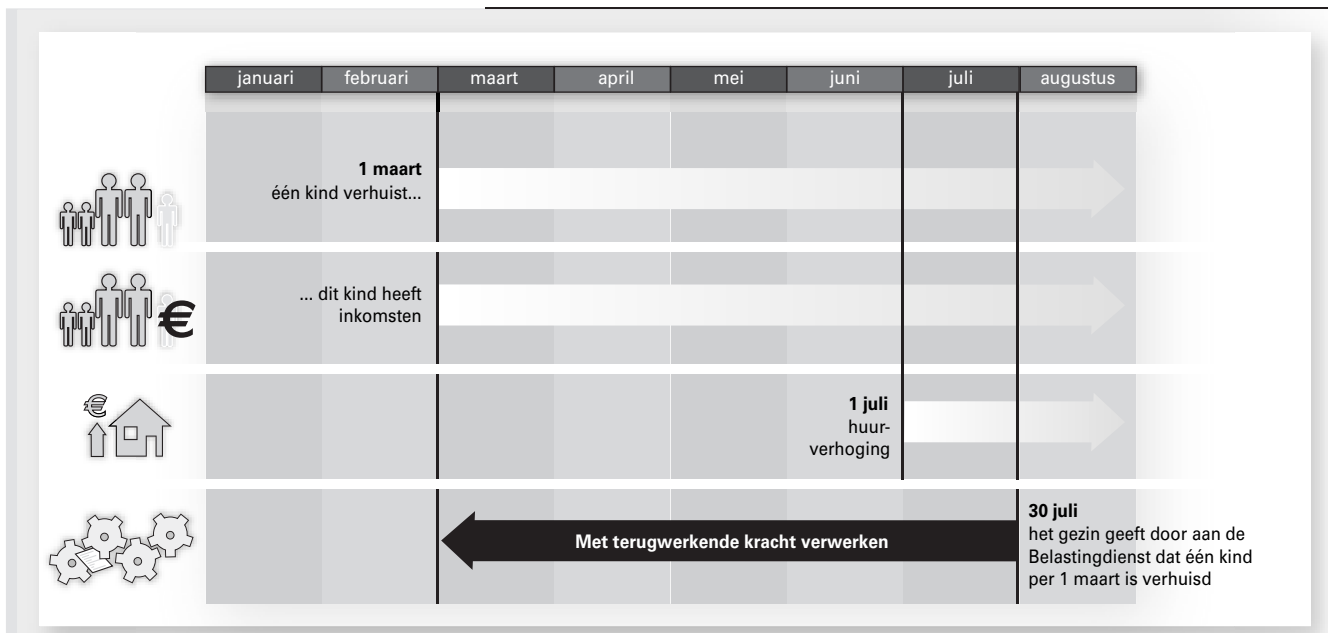 januari februari maart april mei juni juli augustus
1 maart
één kind verhuist...
... dit kind heeft
inkomsten
€
€
1 juli
huur-
verhoging
Met terugwerkende kracht verwerken
30 juli
het gezin geeft door aan de
Belastingdienst dat één kind
per 1 maart is verhuisd